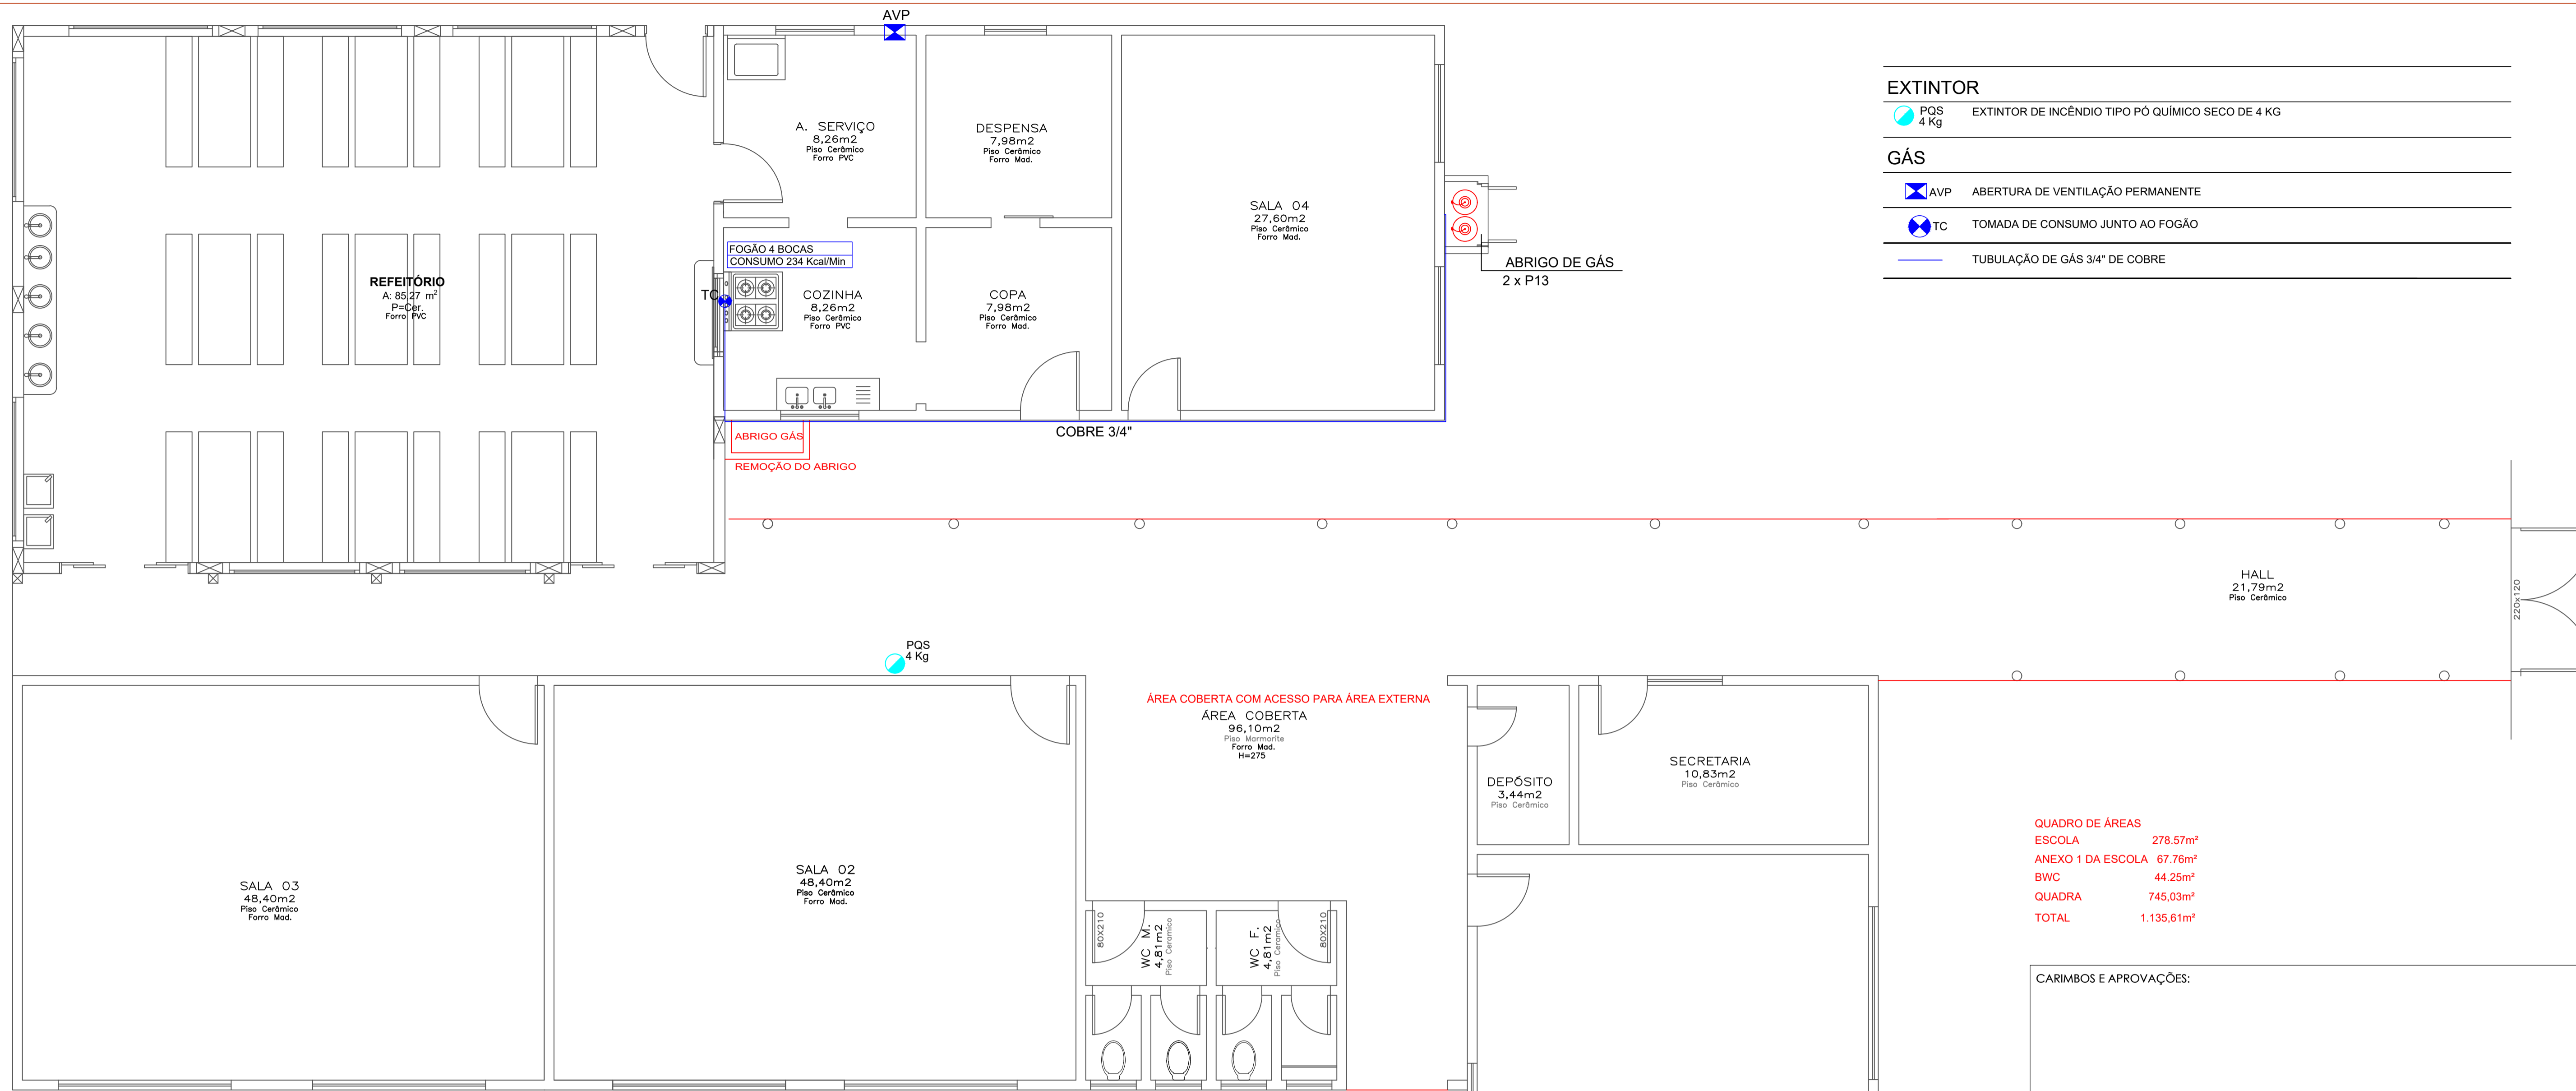 AVP
EXTINTOR
PQS
4 Kg
EXTINTOR DE INCÊNDIO TIPO PÓ QUÍMICO SECO DE 4 KG
GÁS
AVP
ABERTURA DE VENTILAÇÃO PERMANENTE
TC
TOMADA DE CONSUMO JUNTO AO FOGÃO
TUBULAÇÃO DE GÁS 3/4" DE COBRE
A. SERVIÇO
8,26m2
Piso Cerâmico
Forro PVC
DESPENSA
7,98m2
Piso Cerâmico
Forro Mad.
SALA 04
27,60m2
Piso Cerâmico
Forro Mad.
FOGÃO 4 BOCAS
CONSUMO 234 Kcal/Min
ABRIGO DE GÁS
2 x P13
REFEITÓRIO
A: 85,27 m²
P=Cer.
Forro PVC
TC
COZINHA
8,26m2
Piso Cerâmico
Forro PVC
COPA
7,98m2
Piso Cerâmico
Forro Mad.
ABRIGO GÁS
COBRE 3/4"
REMOÇÃO DO ABRIGO
HALL
21,79m2
Piso Cerâmico
220x120
PQS
4 Kg
ÁREA COBERTA COM ACESSO PARA ÁREA EXTERNA
ÁREA COBERTA
96,10m2
Piso Marmorite
Forro Mad.
H=275
DEPÓSITO
3,44m2
Piso Cerâmico
SECRETARIA
10,83m2
Piso Cerâmico
SALA 03
48,40m2
Piso Cerâmico
Forro Mad.
SALA 02
48,40m2
Piso Cerâmico
Forro Mad.
80X210
WC M.
4,81m2
Piso Ceramico
WC F.
4,81m2
Piso Ceramico
80X210
QUADRO DE ÁREAS
ESCOLA 278.57m²
ANEXO 1 DA ESCOLA 67.76m²
BWC 44.25m²
QUADRA 745,03m²
TOTAL 1.135,61m²
CARIMBOS E APROVAÇÕES: